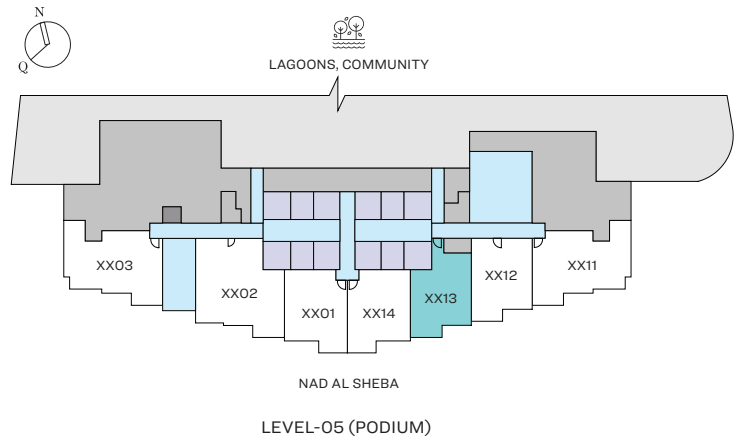 N
Q
LAGOONS, COMMUNITY
XX03
XX02
XX01
XX14
XX13
XX12
XX11
NAD AL SHEBA
LEVEL-05 (PODIUM)